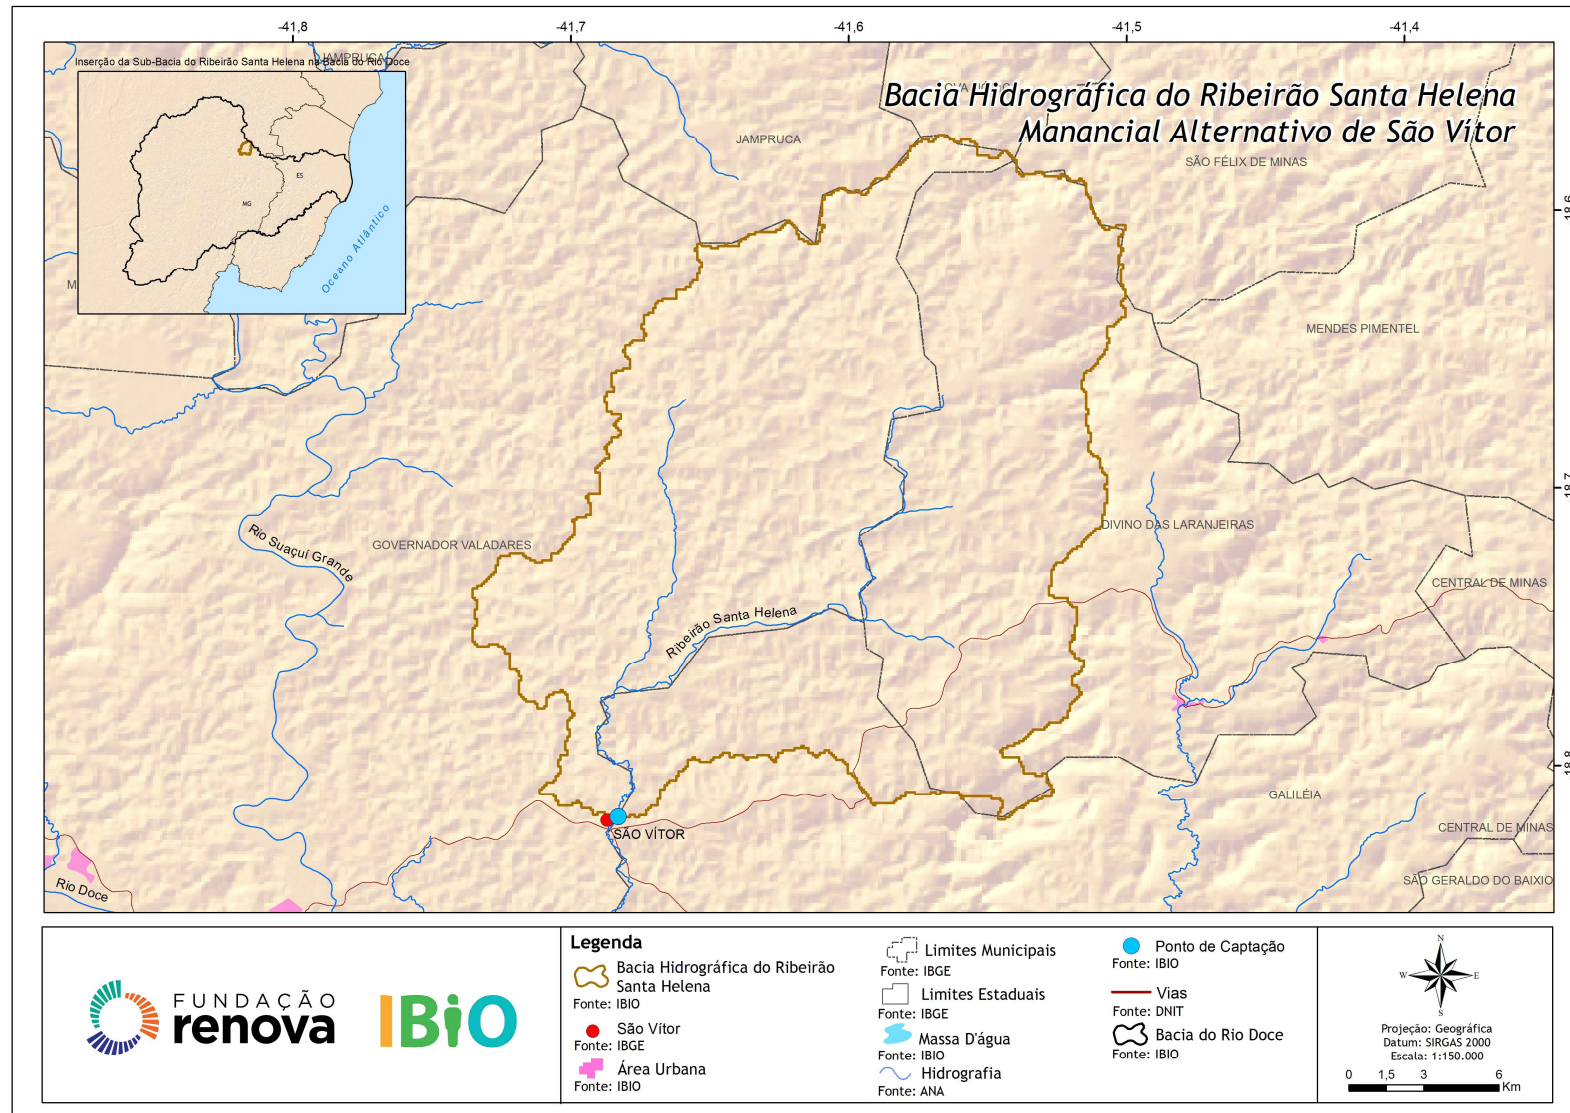 -41,8
-41,7
-41,6
-41,5
-41,4
JAMPRUCA
Inserção da Sub-Bacia do Ribeirão Santa Helena na Bacia do Rio Doce
MG
ES
Oceano Atlântico
Bacia Hidrográfica do Ribeirão Santa Helena
Manancial Alternativo de São Vítor
JAMPRUCA
SÃO FÉLIX DE MINAS
-18,6
MENDES PIMENTEL
-18,7
Rio Suaçuí Grande
GOVERNADOR VALADARES
DIVINO DAS LARANJEIRAS
CENTRAL DE MINAS
Ribeirão Santa Helena
-18,8
GALILÉIA
SÃO VÍTOR
CENTRAL DE MINAS
Rio Doce
SÃO GERALDO DO BAIXIO
FUNDAÇÃO
renova
IBiO
Legenda
Bacia Hidrográfica do Ribeirão
Santa Helena
Fonte: IBIO
São Vítor
Fonte: IBGE
Área Urbana
Fonte: IBIO
Limites Municipais
Fonte: IBGE
Limites Estaduais
Fonte: IBGE
Massa D'água
Fonte: IBIO
Hidrografia
Fonte: ANA
Ponto de Captação
Fonte: IBIO
Vias
Fonte: DNIT
Bacia do Rio Doce
Fonte: IBIO
N
W
E
S
Projeção: Geográfica
Datum: SIRGAS 2000
Escala: 1:150.000
0 1,5 3 6
Km